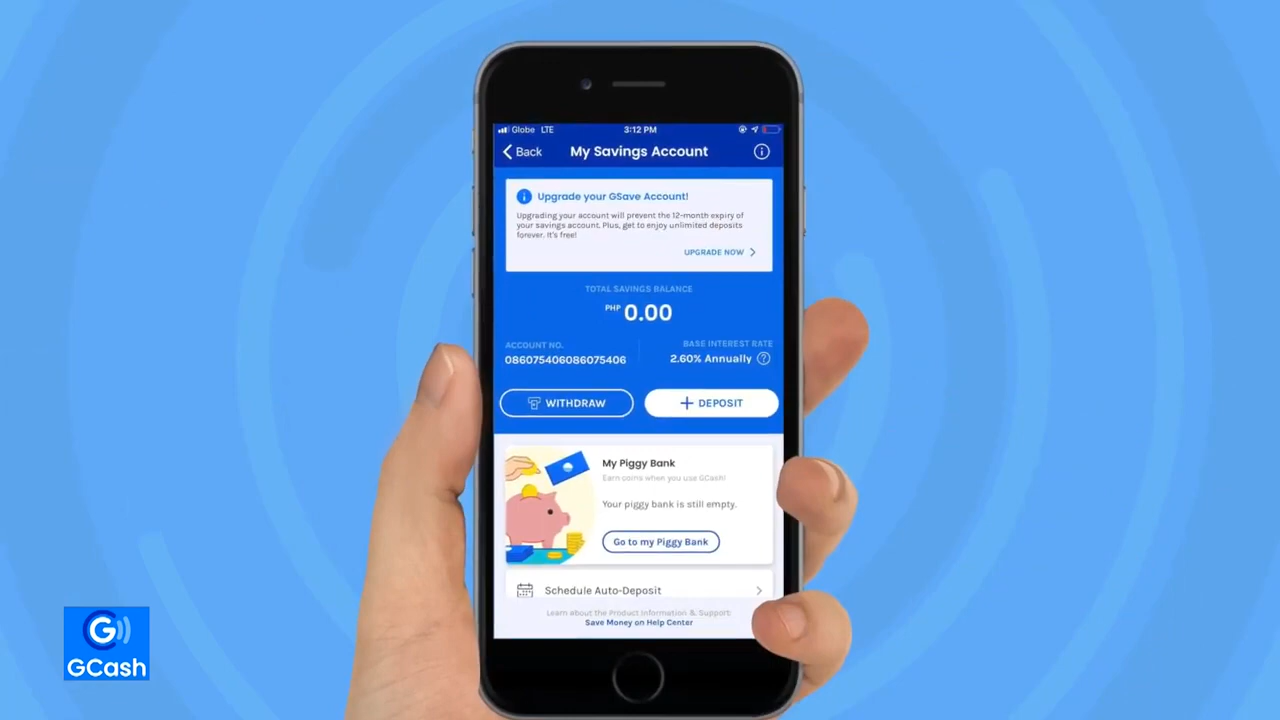 Globe LTE 3:12 PM
Back My Savings Account
Upgrade your GSave Account!
Upgrading your account will prevent the 12-month expiry of
your savings account. Plus, get to enjoy unlimited deposits
forever. It's free!
UPGRADE NOW
TOTAL SAVINGS BALANCE
PHP 0.00
ACCOUNT NO. BASE INTEREST RATE
086075406086075406 2.60% Annually
WITHDRAW + DEPOSIT
My Piggy Bank
Earn coins when you use GCash!
Your piggy bank is still empty.
Go to my Piggy Bank
Schedule Auto-Deposit
Learn about the Product Information & Support:
Save Money on Help Center
G
GCash